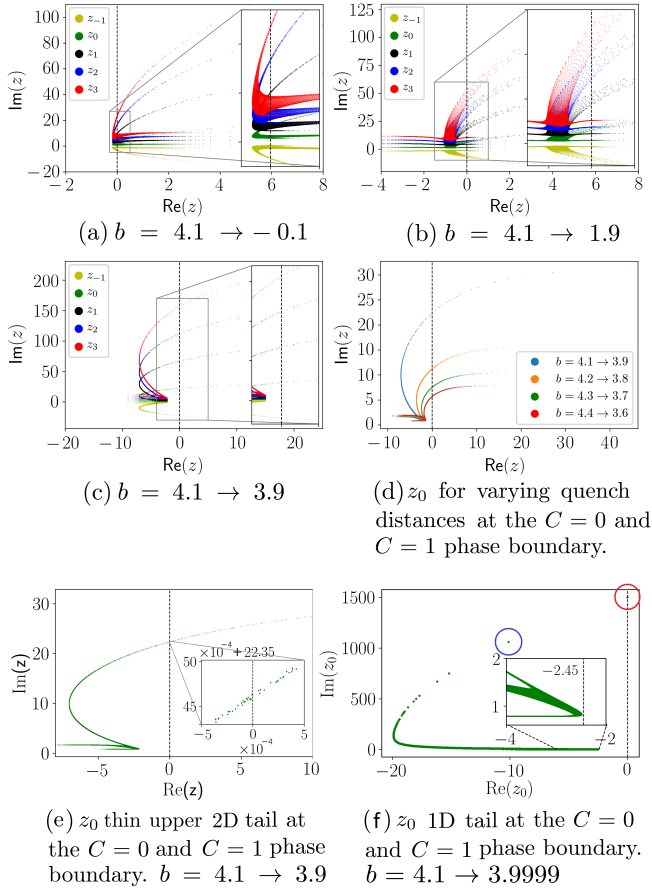 100
80
60
40
20
0
−20
−2 0 2 4 6 8
Im(z)
Re(z)
z₋₁
z₀
z₁
z₂
z₃
(a) b = 4.1 → −0.1
125
100
75
50
25
0
−4 −2 0 2 4 6 8
Im(z)
Re(z)
z₋₁
z₀
z₁
z₂
z₃
(b) b = 4.1 → 1.9
200
150
100
50
0
−20 −10 0 10 20
Im(z)
Re(z)
z₋₁
z₀
z₁
z₂
z₃
(c) b = 4.1 → 3.9
30
25
20
15
10
5
0
−10 0 10 20 30 40
Im(z)
Re(z)
b = 4.1 → 3.9
b = 4.2 → 3.8
b = 4.3 → 3.7
b = 4.4 → 3.6
(d) z₀ for varying quench
distances at the C = 0 and
C = 1 phase boundary.
30
20
10
0
−5 0 5 10
Im(z)
Re(z)
×10⁻⁴+22.35
50
45
−5 0 5
×10⁻⁴
(e) z₀ thin upper 2D tail at
the C = 0 and C = 1 phase
boundary. b = 4.1 → 3.9
1500
1250
1000
750
500
250
0
−20 −10 0
Im(z₀)
Re(z₀)
2
1
−2.45
−4 −2
(f) z₀ 1D tail at the C = 0
and C = 1 phase boundary.
b = 4.1 → 3.9999